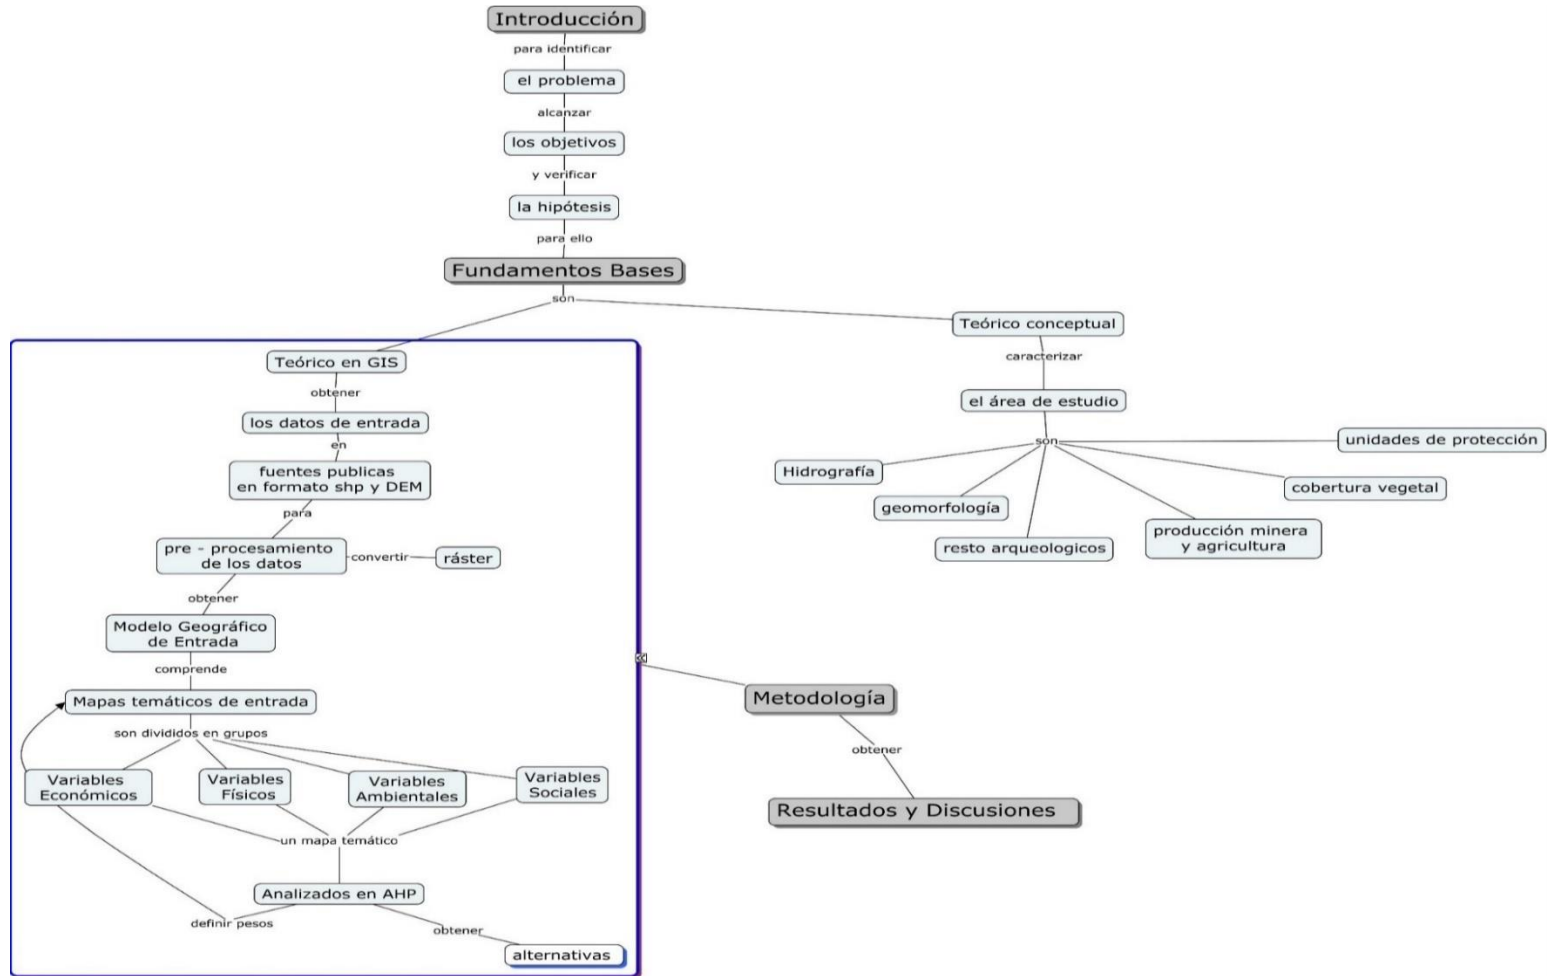 Introducción
para identificar
el problema
alcanzar
los objetivos
y verificar
la hipótesis
para ello
Fundamentos Bases
son
Teórico en GIS
obtener
los datos de entrada
en
fuentes publicas
en formato shp y DEM
para
pre - procesamiento
de los datos
convertir
ráster
obtener
Modelo Geográfico
de Entrada
comprende
Mapas temáticos de entrada
son divididos en grupos
Variables
Económicos
Variables
Físicos
Variables
Ambientales
Variables
Sociales
un mapa temático
Analizados en AHP
definir pesos
obtener
alternativas
Teórico conceptual
caracterizar
el área de estudio
son
Hidrografía
geomorfología
resto arqueologicos
producción minera
y agricultura
cobertura vegetal
unidades de protección
Metodología
obtener
Resultados y Discusiones